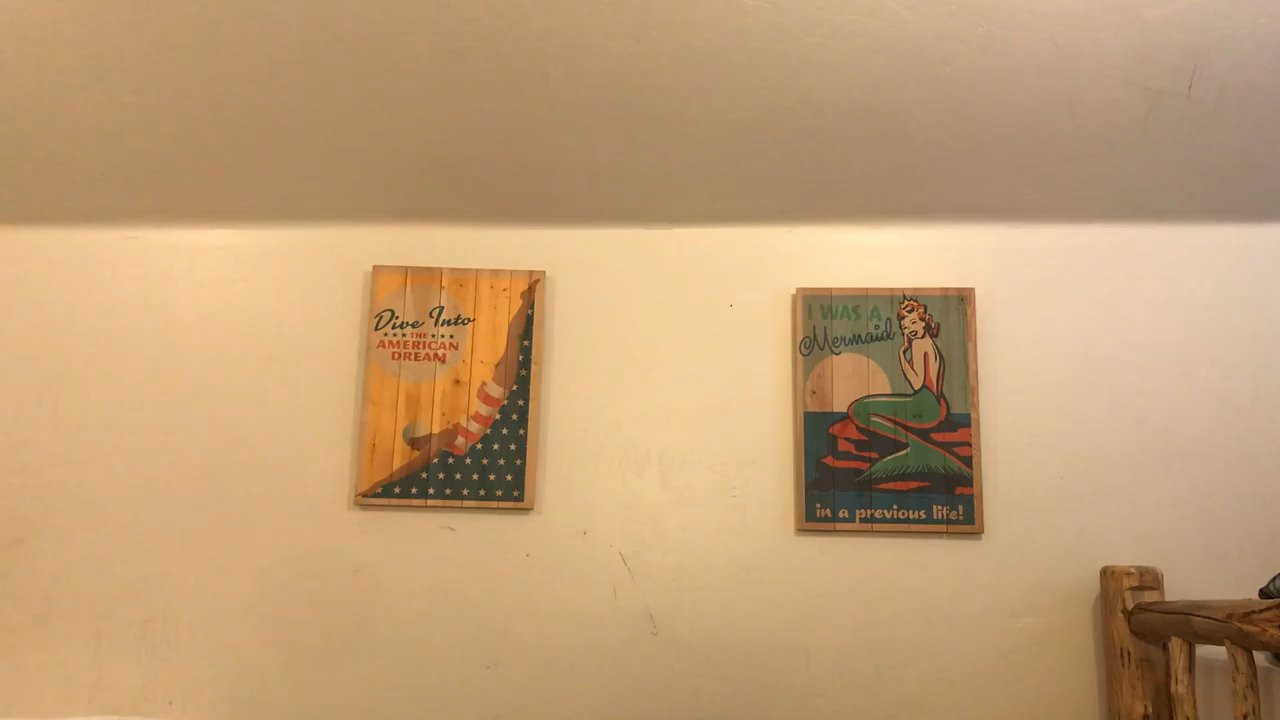 Dive Into
THE
AMERICAN
DREAM
I WAS A
Mermaid
in a previous life!